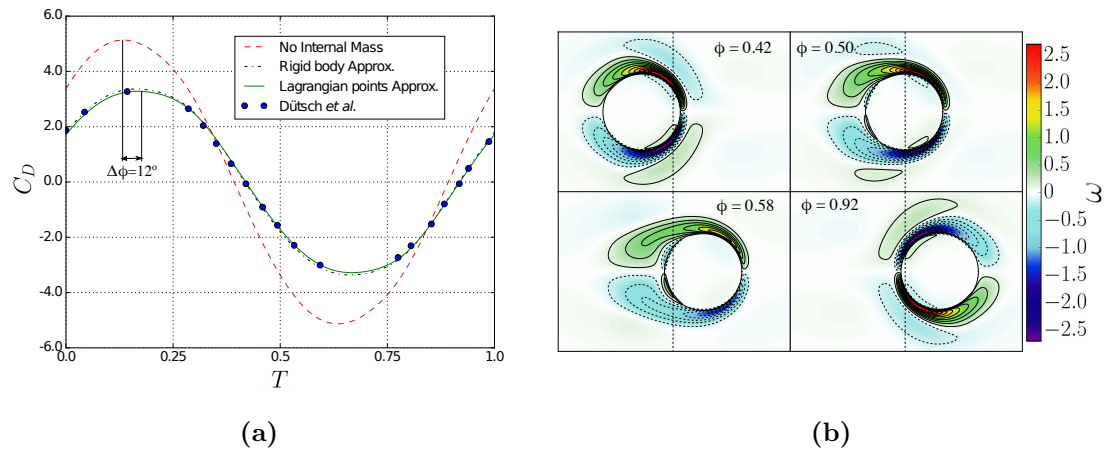 6.0
4.0
2.0
0.0
-2.0
-4.0
-6.0
C_D
No Internal Mass
Rigid body Approx.
Lagrangian points Approx.
Dütsch et al.
Δϕ=12º
0.0
0.25
0.5
0.75
1.0
T
(a)
ϕ = 0.42
ϕ = 0.50
ϕ = 0.58
ϕ = 0.92
2.5
2.0
1.5
1.0
0.5
0
−0.5
−1.0
−1.5
−2.0
−2.5
ω
(b)